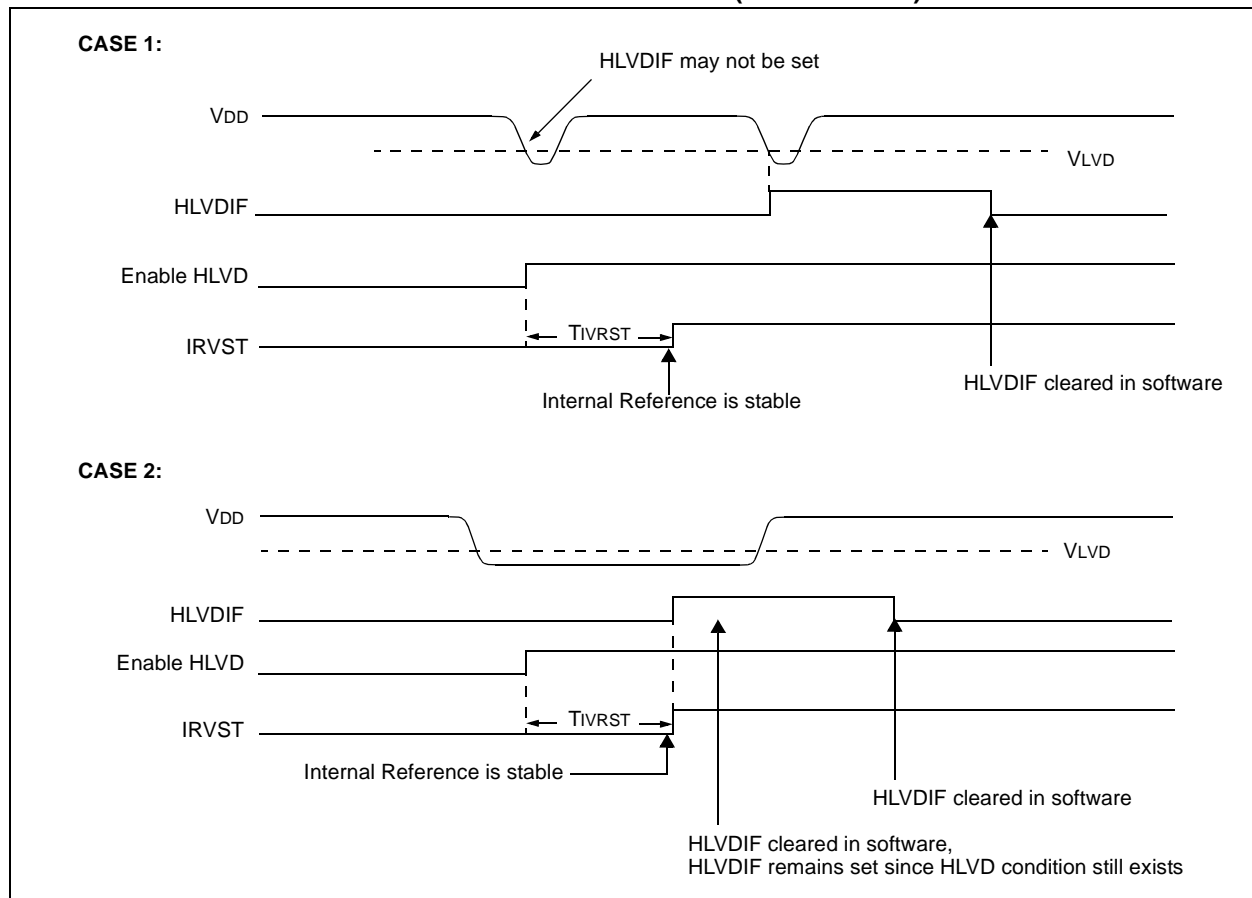 CASE 1:
HLVDIF may not be set
VDD
VLVD
HLVDIF
Enable HLVD
TIVRST
IRVST
HLVDIF cleared in software
Internal Reference is stable
CASE 2:
VDD
VLVD
HLVDIF
Enable HLVD
TIVRST
IRVST
Internal Reference is stable
HLVDIF cleared in software
HLVDIF cleared in software,
HLVDIF remains set since HLVD condition still exists